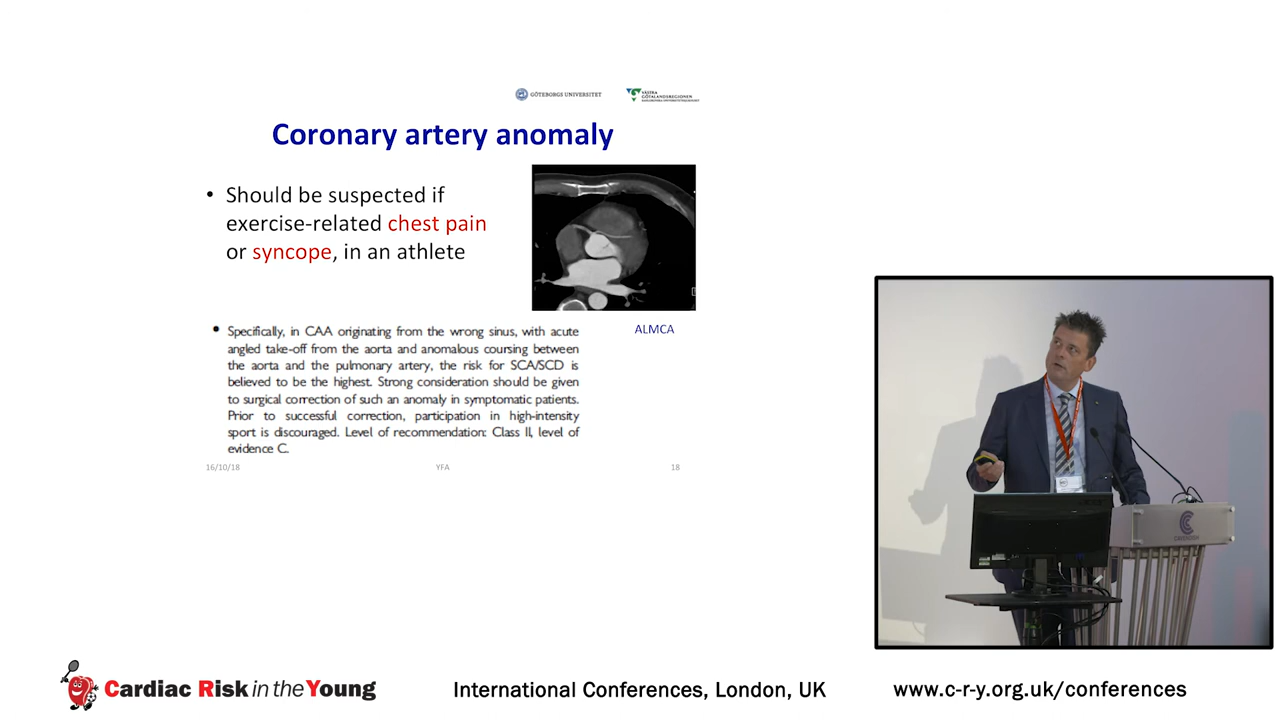 GÖTEBORGS UNIVERSITET
VÄSTRA
GÖTALANDSREGIONEN
Coronary artery anomaly
• Should be suspected if
exercise-related chest pain
or syncope, in an athlete
ALMCA
• Specifically, in CAA originating from the wrong sinus, with acute
angled take-off from the aorta and anomalous coursing between
the aorta and the pulmonary artery, the risk for SCA/SCD is
believed to be the highest. Strong consideration should be given
to surgical correction of such an anomaly in symptomatic patients.
Prior to successful correction, participation in high-intensity
sport is discouraged. Level of recommendation: Class II, level of
evidence C.
16/10/18 YFA 18
Cardiac Risk in the Young
International Conferences, London, UK
www.c-r-y.org.uk/conferences